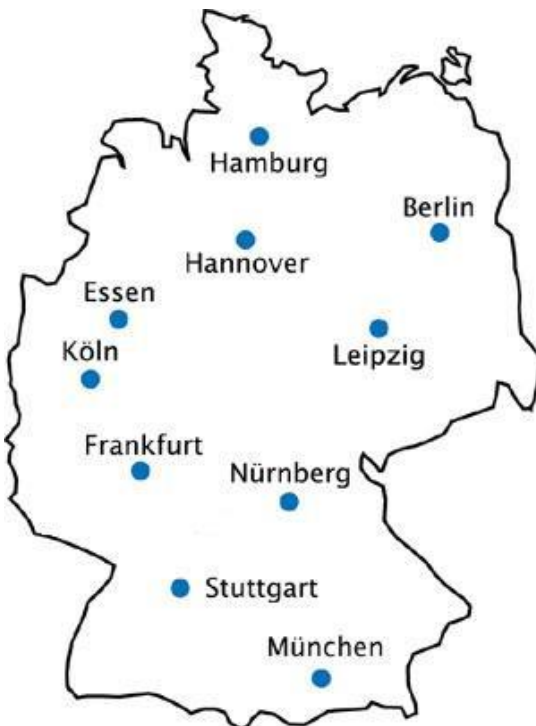 Hamburg
Berlin
Hannover
Essen
Leipzig
Köln
Frankfurt
Nürnberg
Stuttgart
München